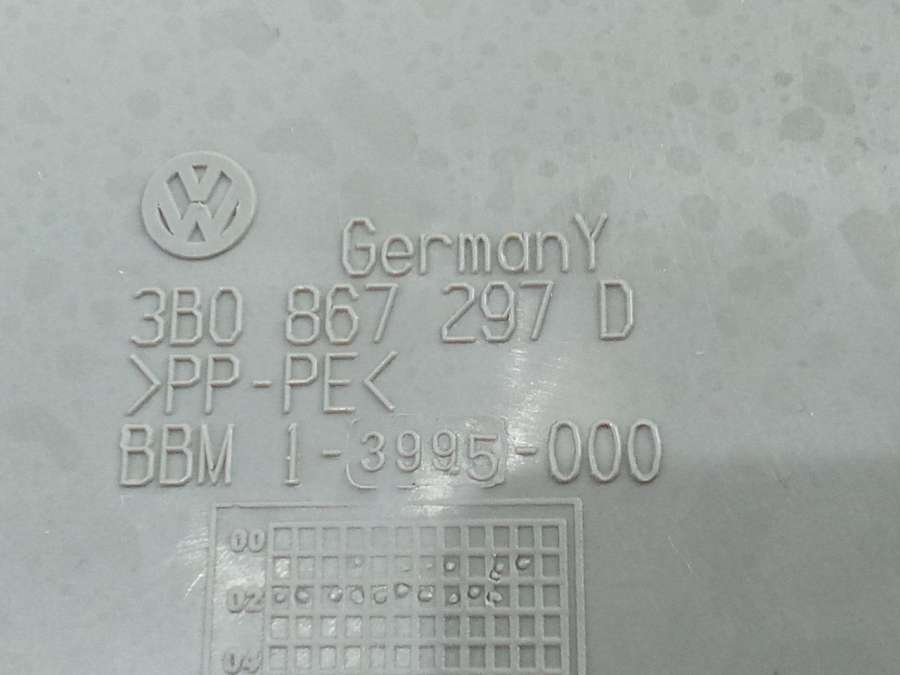 GermanY
3B0 867 297 D
>PP-PE<
BBM 1-3995-000
00
02
04